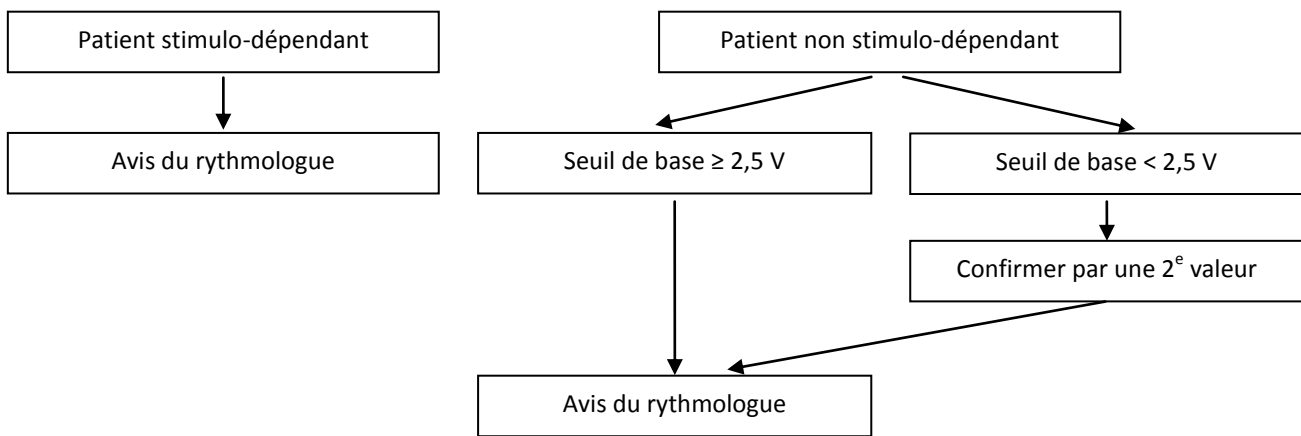 Patient stimulo-dépendant
Patient non stimulo-dépendant
Avis du rythmologue
Seuil de base ≥ 2,5 V
Seuil de base < 2,5 V
Confirmer par une 2e valeur
Avis du rythmologue